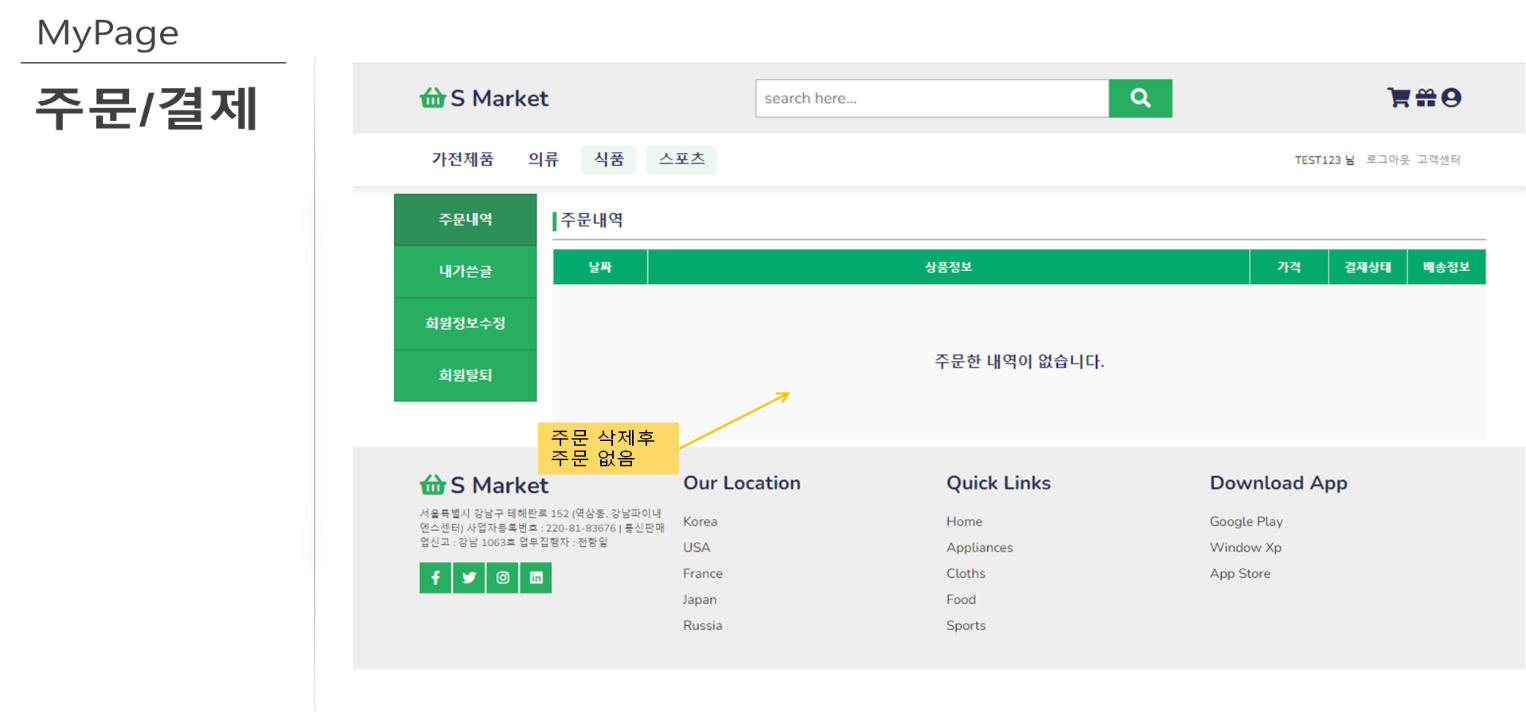 MyPage
주문/결제
S Market
search here...
가전제품 의류 식품 스포츠
TEST123 님 로그아웃 고객센터
주문내역
내가쓴글
회원정보수정
회원탈퇴
주문내역
날짜 상품정보 가격 결제상태 배송정보
주문한 내역이 없습니다.
주문 삭제후
주문 없음
S Market
서울특별시 강남구 테헤란로 152 (역삼동, 강남파이내
엔스센터) 사업자등록번호 : 220-81-83676 | 통신판매
업신고 : 강남 1063호 업무집행자 : 전항일
Our Location
Korea
USA
France
Japan
Russia
Quick Links
Home
Appliances
Cloths
Food
Sports
Download App
Google Play
Window Xp
App Store